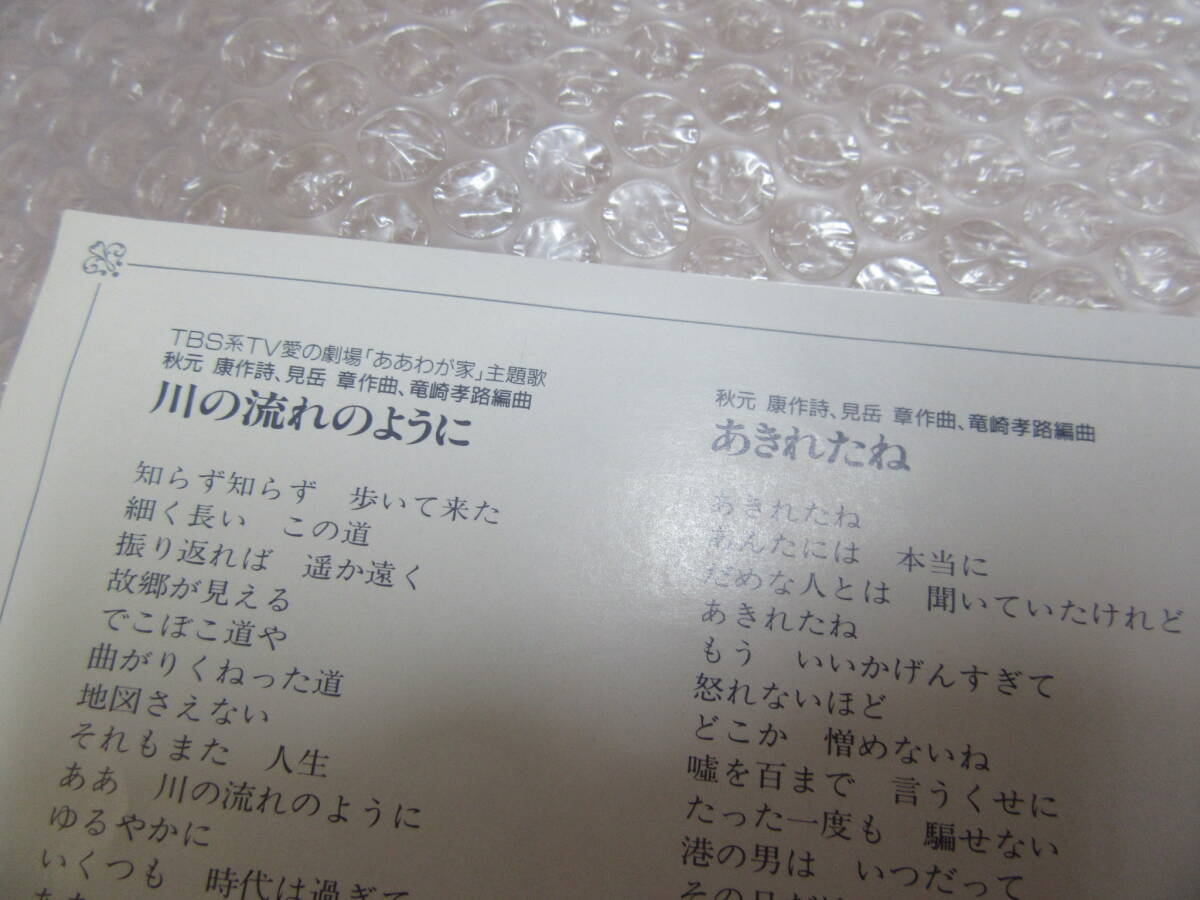 TBS系TV愛の劇場「ああわが家」主題歌
秋元 康作詩、見岳 章作曲、竜崎孝路編曲
川の流れのように
知らず知らず 歩いて来た
細く長い この道
振り返れば 遥か遠く
故郷が見える
でこぼこ道や
曲がりくねった道
地図さえない
それもまた 人生
ああ 川の流れのように
ゆるやかに
いくつも 時代は過ぎて
秋元 康作詩、見岳 章作曲、竜崎孝路編曲
あきれたね
あきれたね
あんたには 本当に
だめな人とは 聞いていたけれど
あきれたね
もう いいかげんすぎて
怒れないほど
どこか 憎めないね
嘘を百まで 言うくせに
たった一度も 騙せない
港の男は いつだって